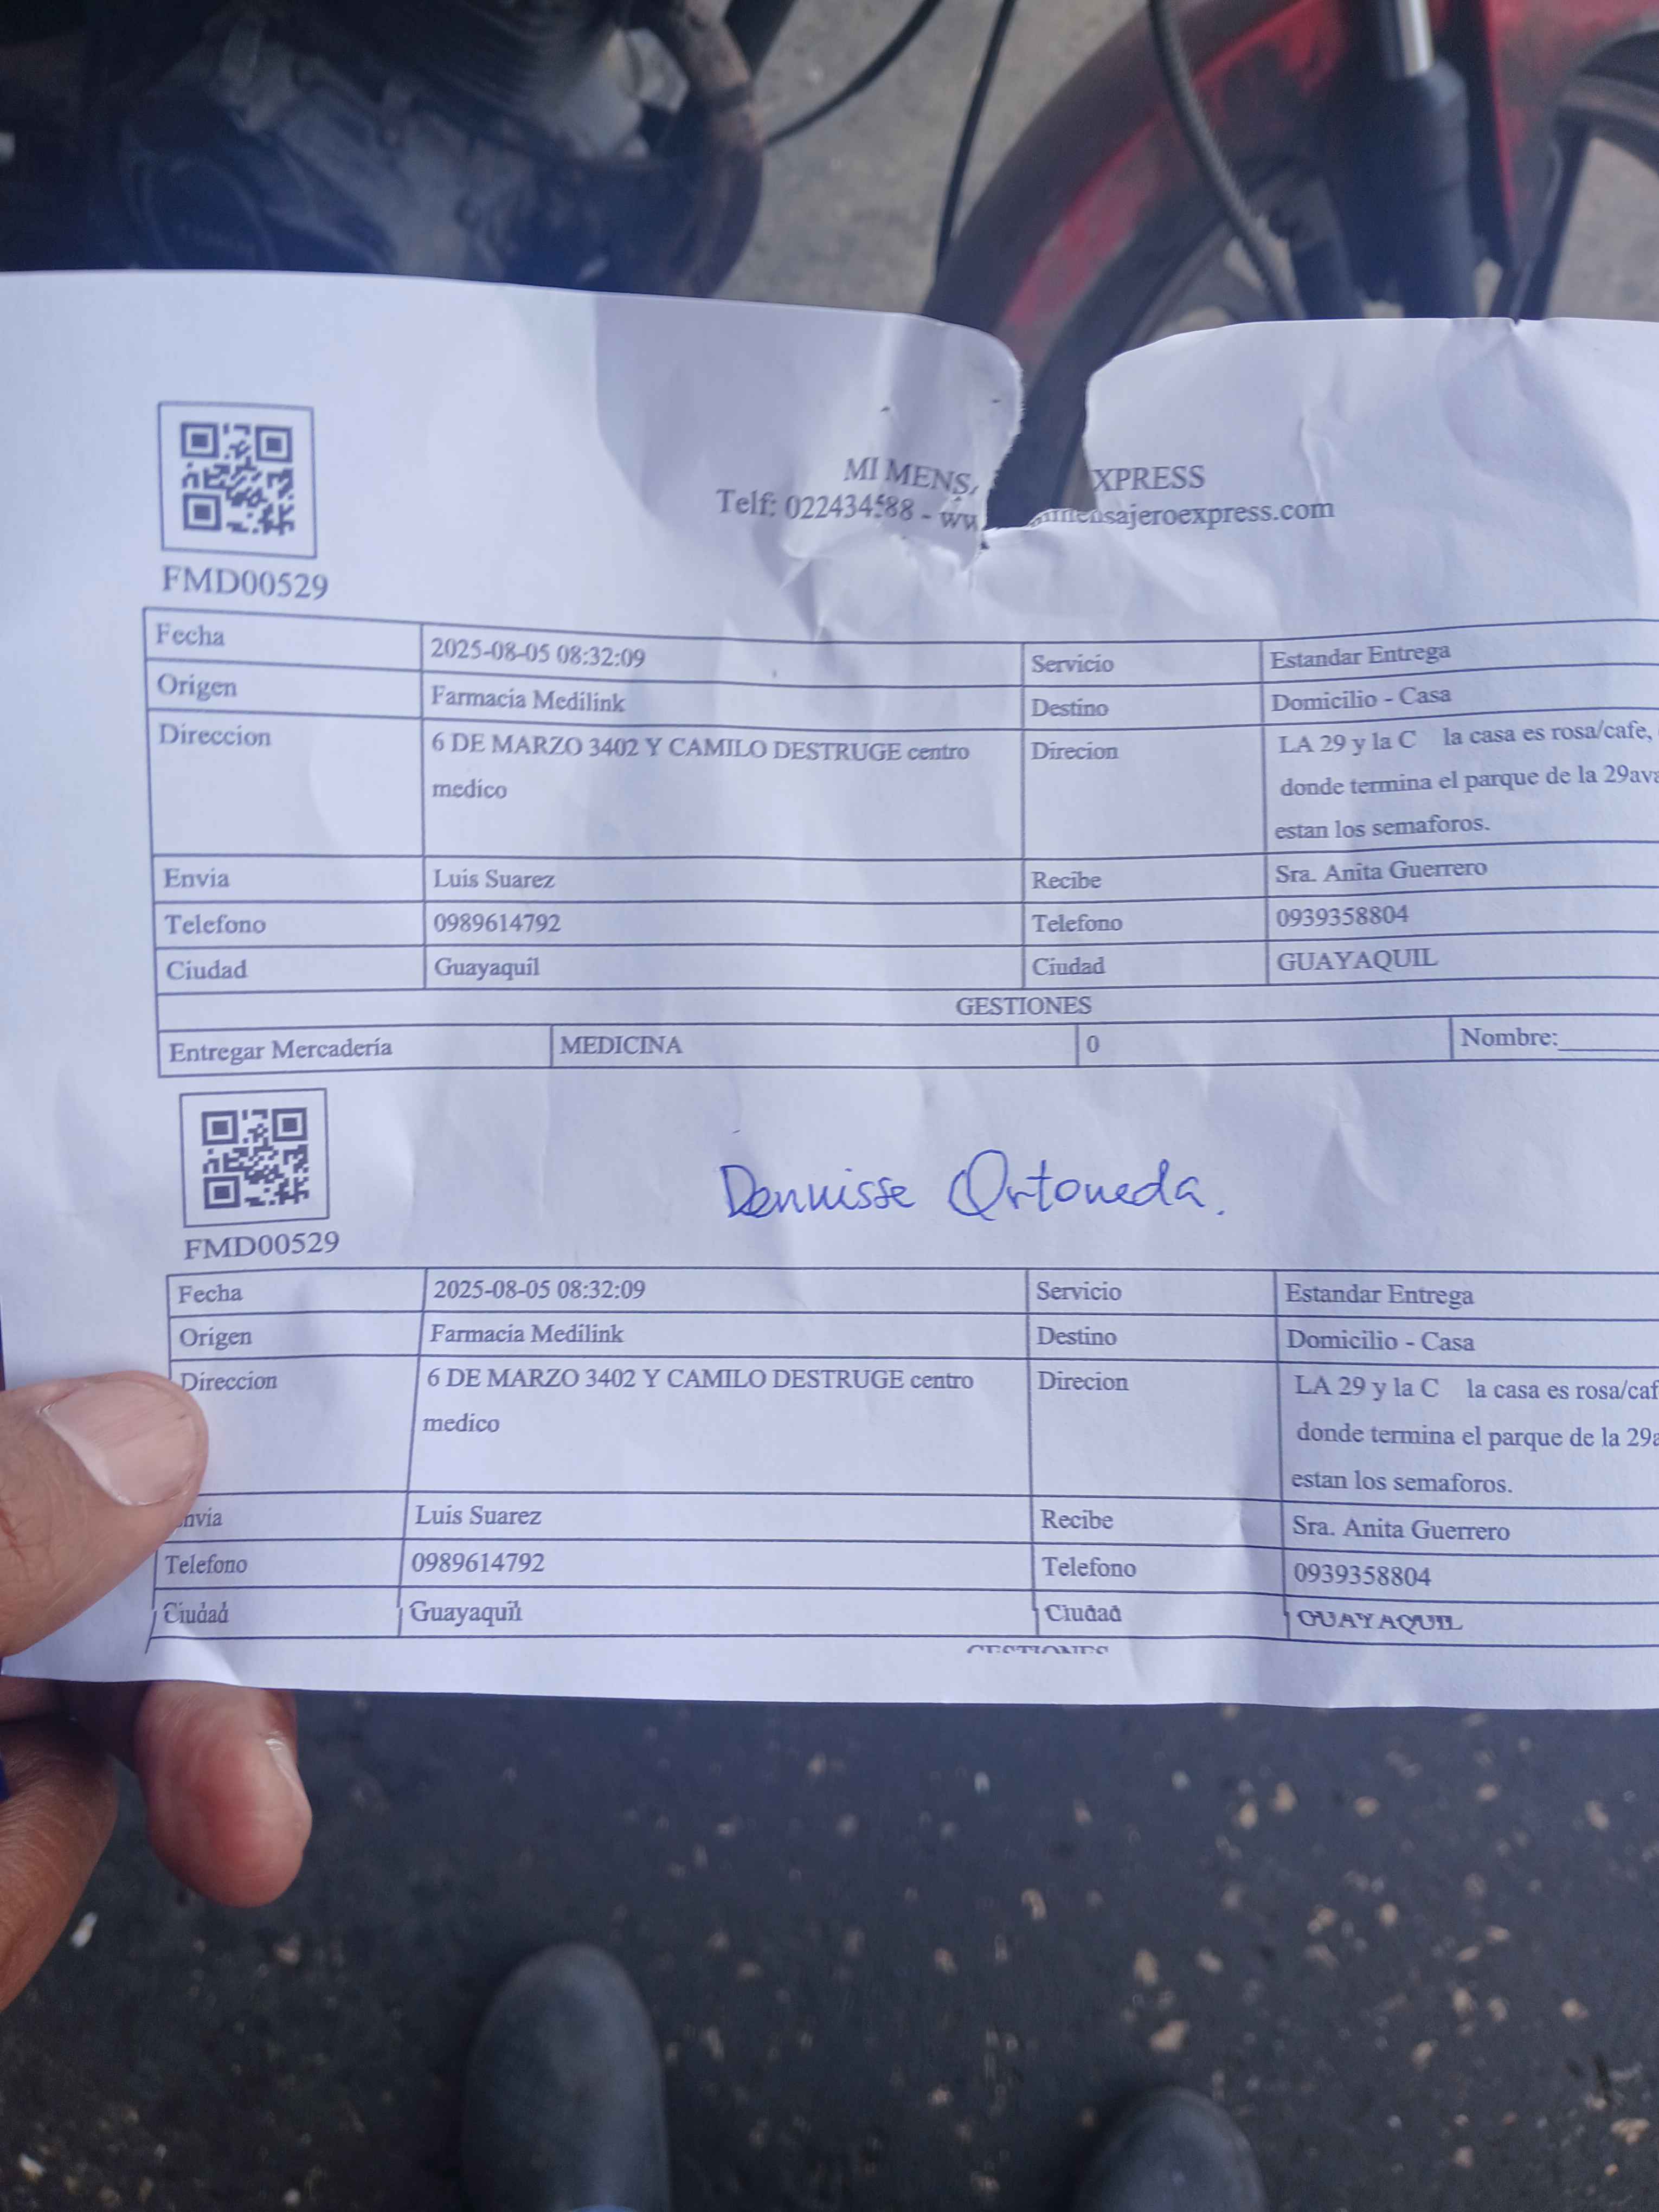 MI MENS XPRESS
Telf: 022434588 - ww mensajeroexpress.com
FMD00529
Fecha 2025-08-05 08:32:09 Servicio Estandar Entrega
Origen Farmacia Medilink Destino Domicilio - Casa
Direccion 6 DE MARZO 3402 Y CAMILO DESTRUGE centro Direcion LA 29 y la C la casa es rosa/cafe,
medico donde termina el parque de la 29ava
estan los semaforos.
Envia Luis Suarez Recibe Sra. Anita Guerrero
Telefono 0989614792 Telefono 0939358804
Ciudad Guayaquil Ciudad GUAYAQUIL
GESTIONES
Entregar Mercadería MEDICINA 0 Nombre:
Dennisse Ortoneda.
FMD00529
Fecha 2025-08-05 08:32:09 Servicio Estandar Entrega
Origen Farmacia Medilink Destino Domicilio - Casa
Direccion 6 DE MARZO 3402 Y CAMILO DESTRUGE centro Direcion LA 29 y la C la casa es rosa/caf
medico donde termina el parque de la 29a
estan los semaforos.
nvia Luis Suarez Recibe Sra. Anita Guerrero
Telefono 0989614792 Telefono 0939358804
Ciudad Guayaquil Ciudad GUAYAQUIL
GESTIONES